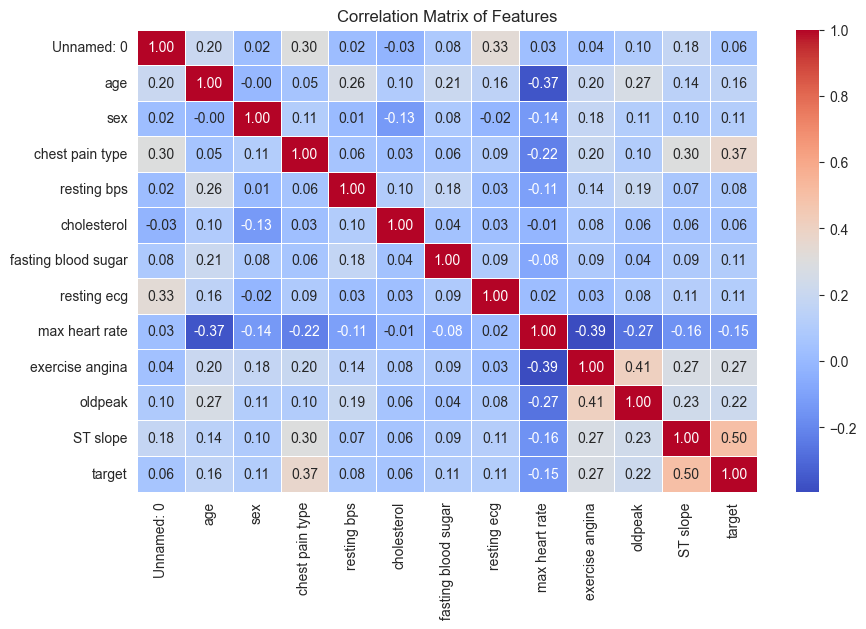 Correlation Matrix of Features
Unnamed: 0 1.00 0.20 0.02 0.30 0.02 -0.03 0.08 0.33 0.03 0.04 0.10 0.18 0.06
age 0.20 1.00 -0.00 0.05 0.26 0.10 0.21 0.16 -0.37 0.20 0.27 0.14 0.16
sex 0.02 -0.00 1.00 0.11 0.01 -0.13 0.08 -0.02 -0.14 0.18 0.11 0.10 0.11
chest pain type 0.30 0.05 0.11 1.00 0.06 0.03 0.06 0.09 -0.22 0.20 0.10 0.30 0.37
resting bps 0.02 0.26 0.01 0.06 1.00 0.10 0.18 0.03 -0.11 0.14 0.19 0.07 0.08
cholesterol -0.03 0.10 -0.13 0.03 0.10 1.00 0.04 0.03 -0.01 0.08 0.06 0.06 0.06
fasting blood sugar 0.08 0.21 0.08 0.06 0.18 0.04 1.00 0.09 -0.08 0.09 0.04 0.09 0.11
resting ecg 0.33 0.16 -0.02 0.09 0.03 0.03 0.09 1.00 0.02 0.03 0.08 0.11 0.11
max heart rate 0.03 -0.37 -0.14 -0.22 -0.11 -0.01 -0.08 0.02 1.00 -0.39 -0.27 -0.16 -0.15
exercise angina 0.04 0.20 0.18 0.20 0.14 0.08 0.09 0.03 -0.39 1.00 0.41 0.27 0.27
oldpeak 0.10 0.27 0.11 0.10 0.19 0.06 0.04 0.08 -0.27 0.41 1.00 0.23 0.22
ST slope 0.18 0.14 0.10 0.30 0.07 0.06 0.09 0.11 -0.16 0.27 0.23 1.00 0.50
target 0.06 0.16 0.11 0.37 0.08 0.06 0.11 0.11 -0.15 0.27 0.22 0.50 1.00
Unnamed: 0
age
sex
chest pain type
resting bps
cholesterol
fasting blood sugar
resting ecg
max heart rate
exercise angina
oldpeak
ST slope
target
1.0
0.8
0.6
0.4
0.2
0.0
−0.2